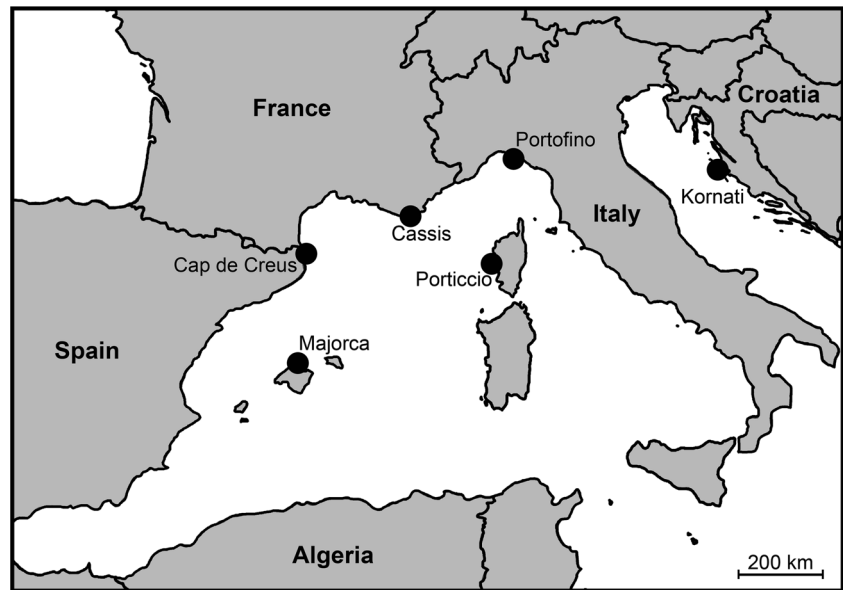 France
Croatia
Portofino
Kornati
Italy
Cassis
Cap de Creus
Porticcio
Majorca
Spain
Algeria
200 km